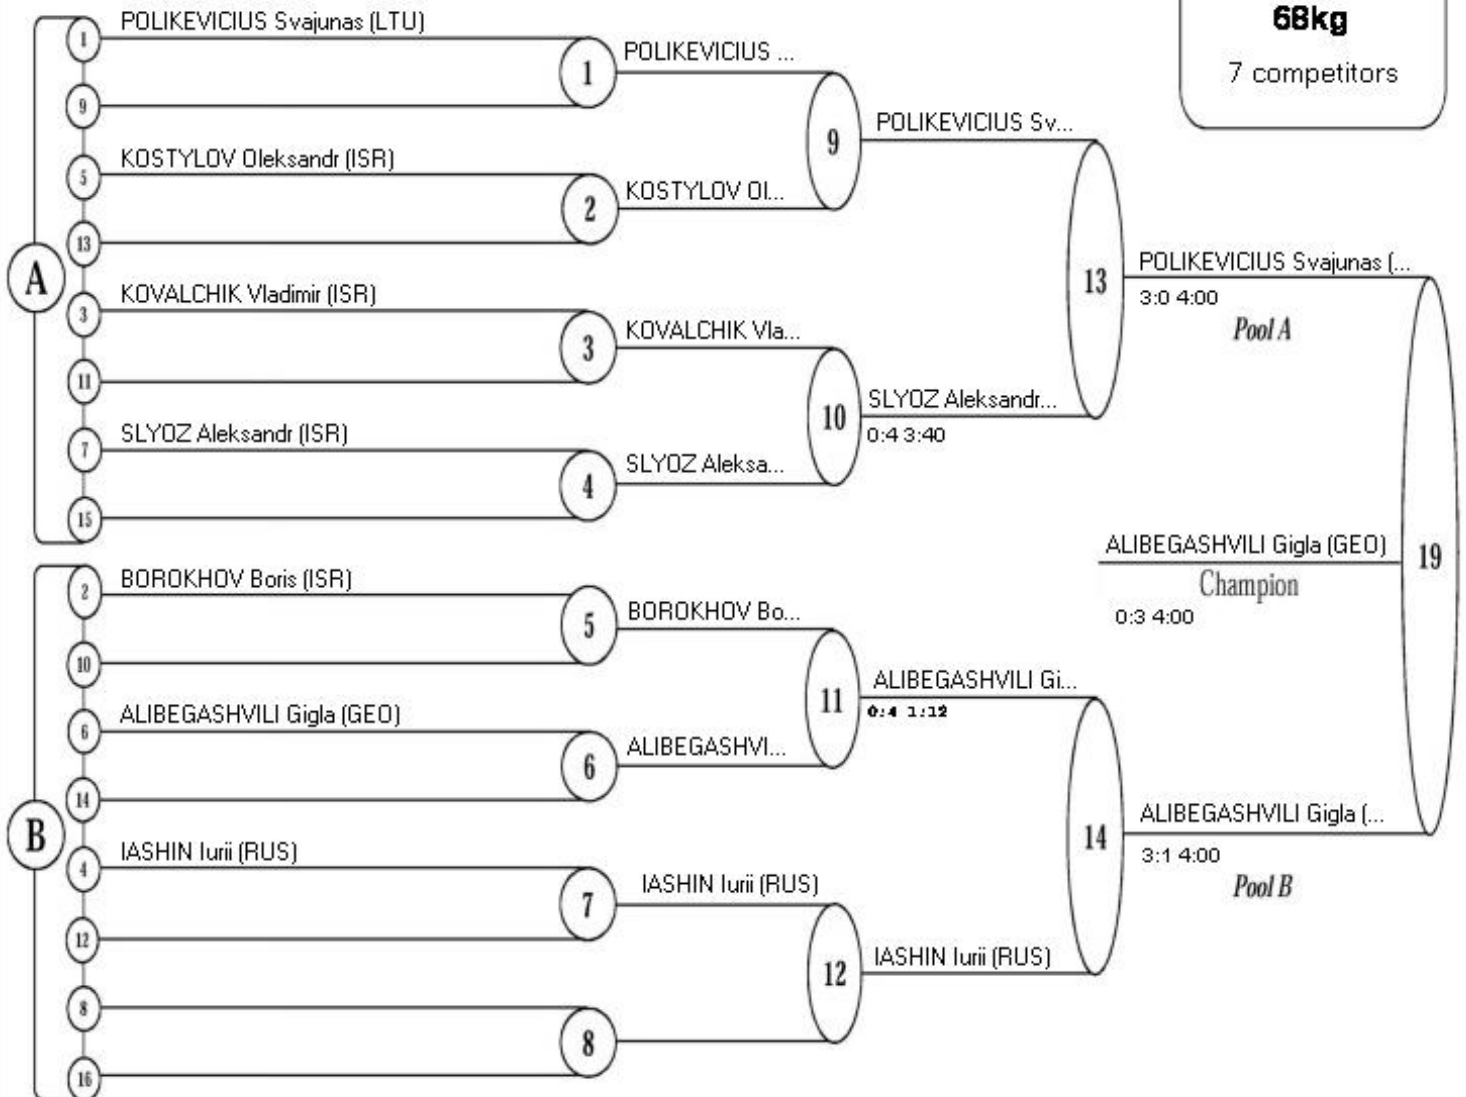 68kg
7 competitors
A
1
POLIKEVICIUS Svajunas (LTU)
9
1
POLIKEVICIUS ...
5
KOSTYLOV Oleksandr (ISR)
13
2
KOSTYLOV Ol...
9
POLIKEVICIUS Sv...
3
KOVALCHIK Vladimir (ISR)
11
3
KOVALCHIK Vla...
7
SLYOZ Aleksandr (ISR)
15
4
SLYOZ Aleksa...
10
SLYOZ Aleksandr...
0:4 3:40
13
POLIKEVICIUS Svajunas (...
3:0 4:00
Pool A
B
2
BOROKHOV Boris (ISR)
10
5
BOROKHOV Bo...
6
ALIBEGASHVILI Gigla (GEO)
14
6
ALIBEGASHVI...
11
ALIBEGASHVILI Gi...
0:4 1:12
4
IASHIN Iurii (RUS)
12
7
IASHIN Iurii (RUS)
8
16
8
12
IASHIN Iurii (RUS)
14
ALIBEGASHVILI Gigla (...
3:1 4:00
Pool B
19
ALIBEGASHVILI Gigla (GEO)
Champion
0:3 4:00